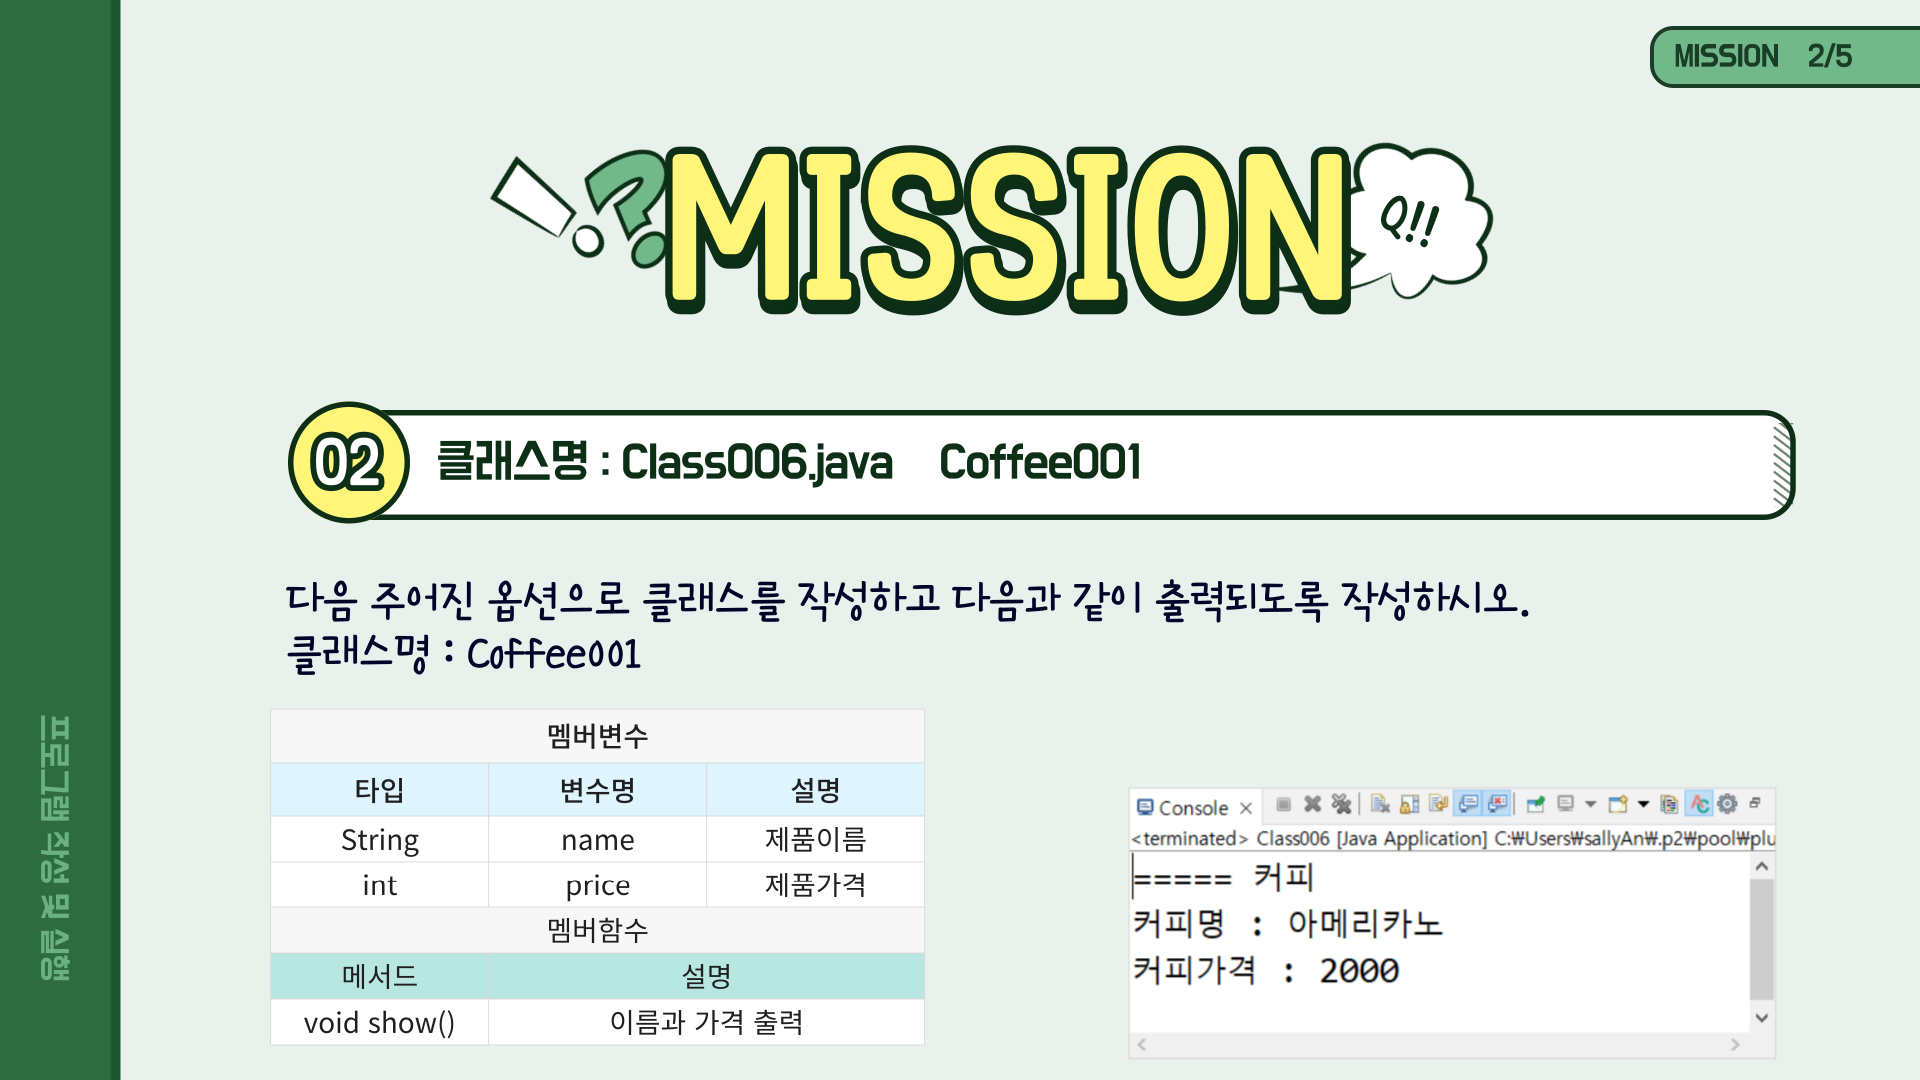 MISSION 2/5
MISSION
Q!!
02
클래스명 : Class006.java Coffee001
다음 주어진 옵션으로 클래스를 작성하고 다음과 같이 출력되도록 작성하시오.
클래스명 : Coffee001
멤버변수
타입 변수명 설명
String name 제품이름
int price 제품가격
멤버함수
메서드 설명
void show() 이름과 가격 출력
Console
<terminated> Class006 [Java Application] C:₩Users₩sallyAn₩.p2₩pool₩plu
===== 커피
커피명 : 아메리카노
커피가격 : 2000
프로그램 작성 및 실행